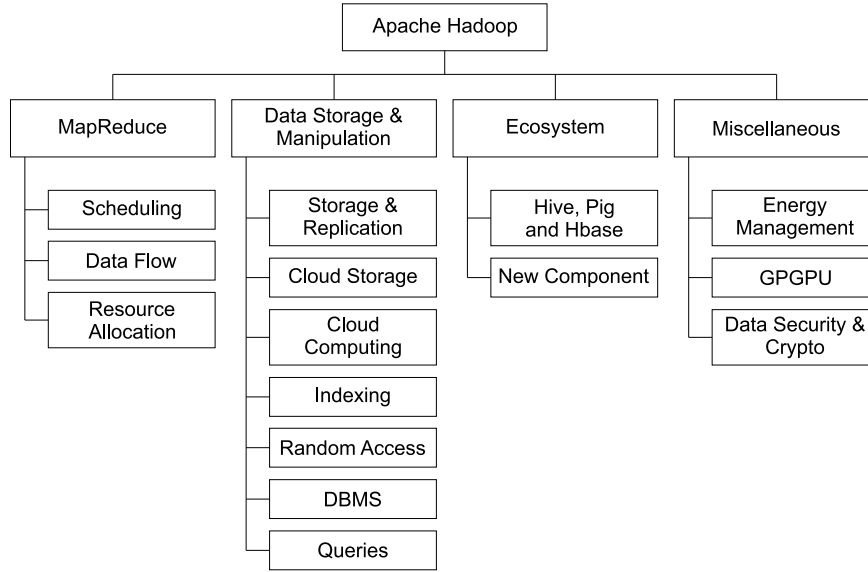 Apache Hadoop
MapReduce
Scheduling
Data Flow
Resource
Allocation
Data Storage &
Manipulation
Storage &
Replication
Cloud Storage
Cloud
Computing
Indexing
Random Access
DBMS
Queries
Ecosystem
Hive, Pig
and Hbase
New Component
Miscellaneous
Energy
Management
GPGPU
Data Security &
Crypto